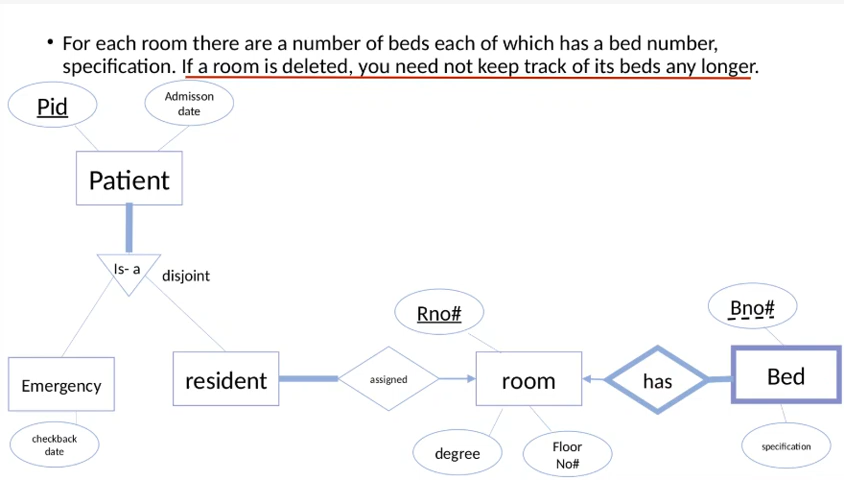 • For each room there are a number of beds each of which has a bed number,
specification. If a room is deleted, you need not keep track of its beds any longer.
Pid
Admisson
date
Patient
Is- a
disjoint
Rno#
Bno#
Emergency
resident
assigned
room
has
Bed
checkback
date
degree
Floor
No#
specification